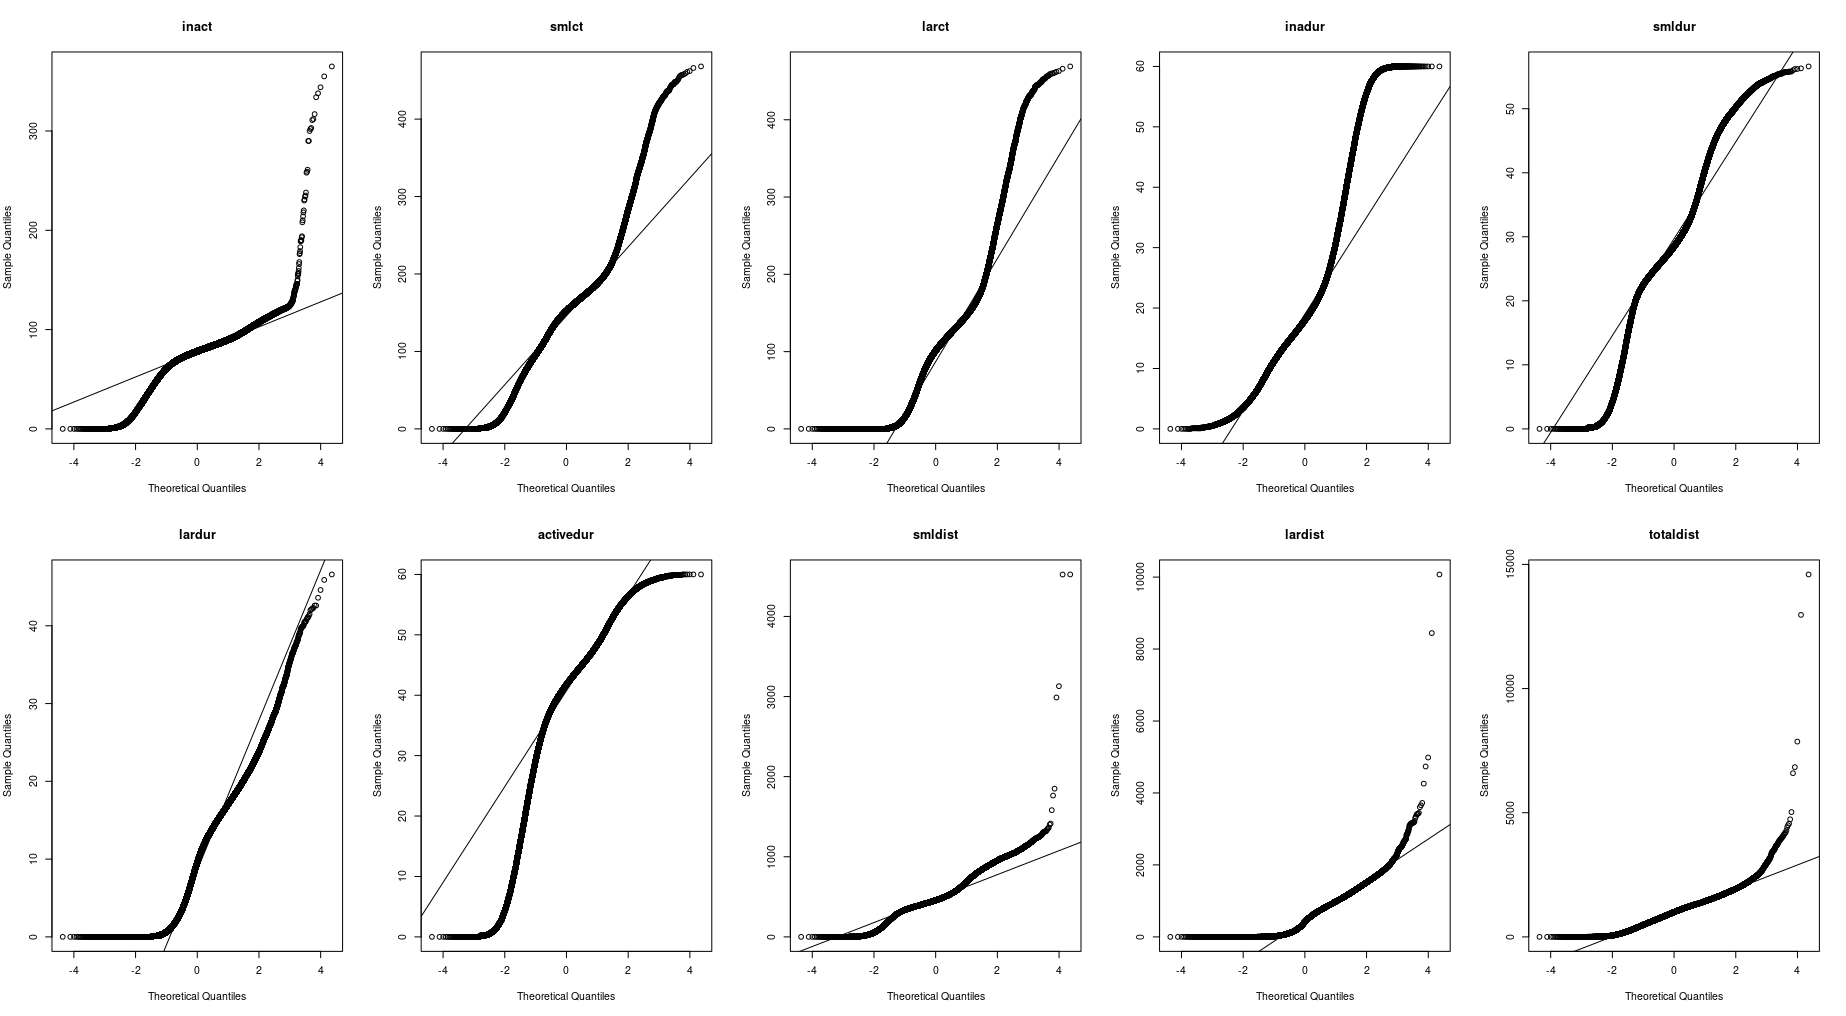 inact
smlct
larct
inadur
smldur
Sample Quantiles
0 100 200 300
-4 -2 0 2 4
Theoretical Quantiles
Sample Quantiles
0 100 200 300 400
-4 -2 0 2 4
Theoretical Quantiles
Sample Quantiles
0 100 200 300 400
-4 -2 0 2 4
Theoretical Quantiles
Sample Quantiles
0 10 20 30 40 50 60
-4 -2 0 2 4
Theoretical Quantiles
Sample Quantiles
0 10 20 30 40 50
-4 -2 0 2 4
Theoretical Quantiles
lardur
activedur
smldist
lardist
totaldist
Sample Quantiles
0 10 20 30 40
-4 -2 0 2 4
Theoretical Quantiles
Sample Quantiles
0 10 20 30 40 50 60
-4 -2 0 2 4
Theoretical Quantiles
Sample Quantiles
0 1000 2000 3000 4000
-4 -2 0 2 4
Theoretical Quantiles
Sample Quantiles
0 2000 4000 6000 8000 10000
-4 -2 0 2 4
Theoretical Quantiles
Sample Quantiles
0 5000 10000 15000
-4 -2 0 2 4
Theoretical Quantiles